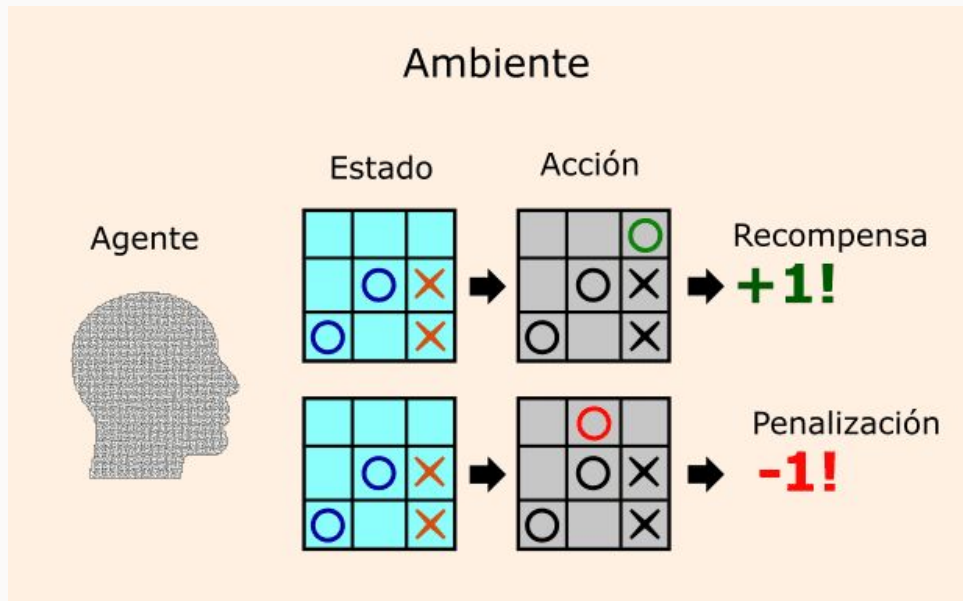 Ambiente
Estado
Acción
Agente
Recompensa
+1!
Penalización
-1!